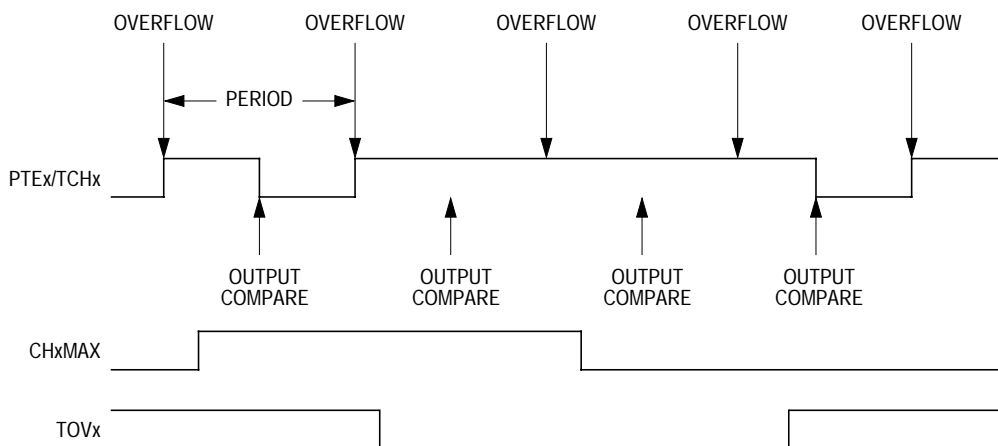 OVERFLOW OVERFLOW OVERFLOW OVERFLOW OVERFLOW
PERIOD
PTEx/TCHx
OUTPUT OUTPUT OUTPUT OUTPUT
COMPARE COMPARE COMPARE COMPARE
CHxMAX
TOVx